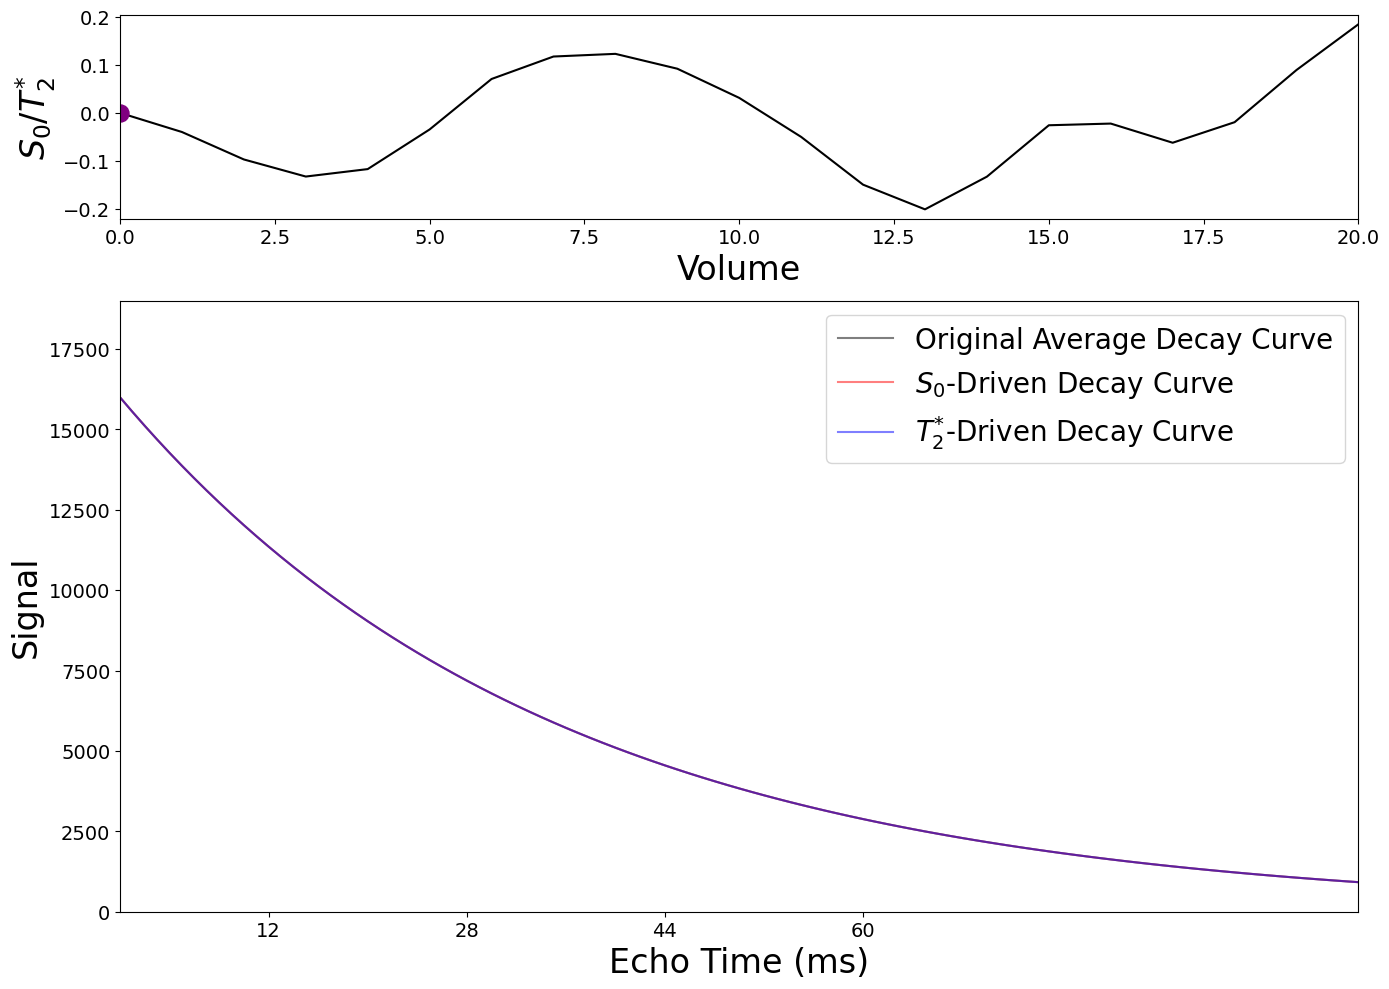 0.2
0.1
0.0
−0.1
−0.2
S₀/T₂*
0.0 2.5 5.0 7.5 10.0 12.5 15.0 17.5 20.0
Volume
Original Average Decay Curve
S₀-Driven Decay Curve
T₂*-Driven Decay Curve
17500
15000
12500
10000
7500
5000
2500
0
Signal
12 28 44 60
Echo Time (ms)